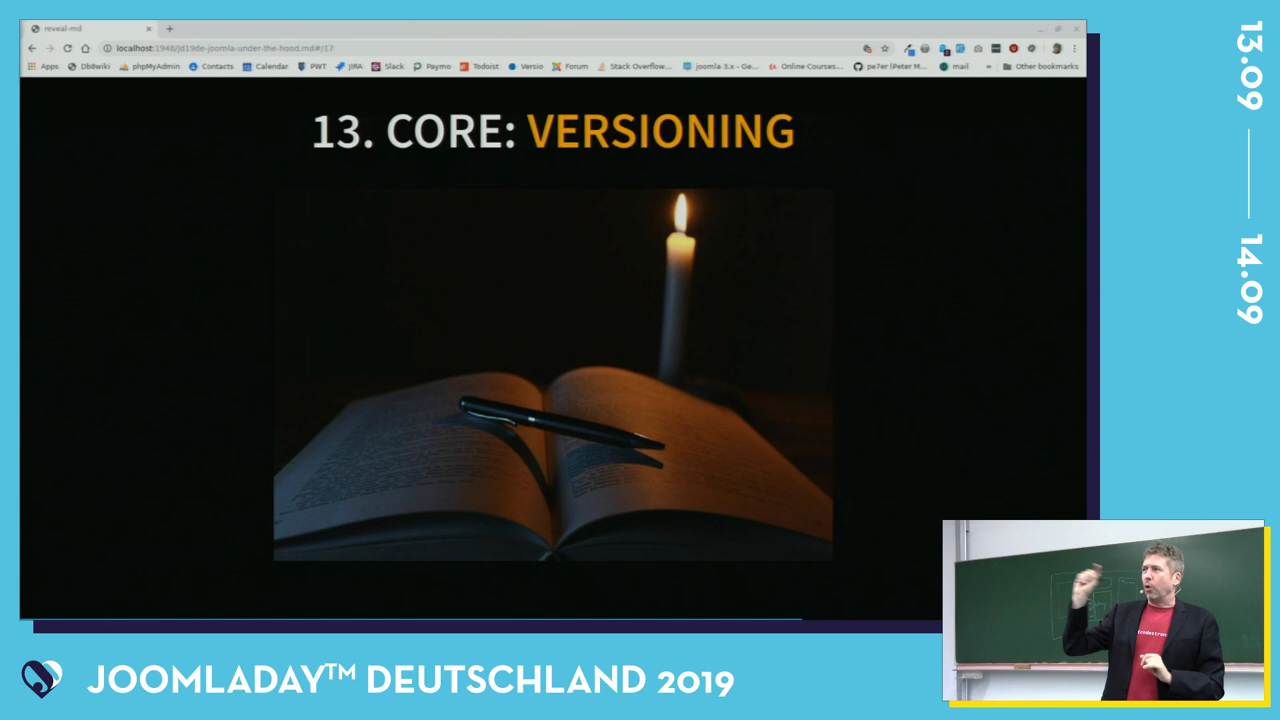 reveal-md
localhost:1948/jd19de-joomla-under-the-hood.md#/17
Apps Db8wiki phpMyAdmin Contacts Calendar PWT JIRA Slack Paymo Todoist Versio Forum Stack Overflow... joomla 3.x - Ge... Online Courses... pe7er (Peter M... mail » Other bookmarks
13. CORE: VERSIONING
13.09
14.09
JOOMLADAY™ DEUTSCHLAND 2019